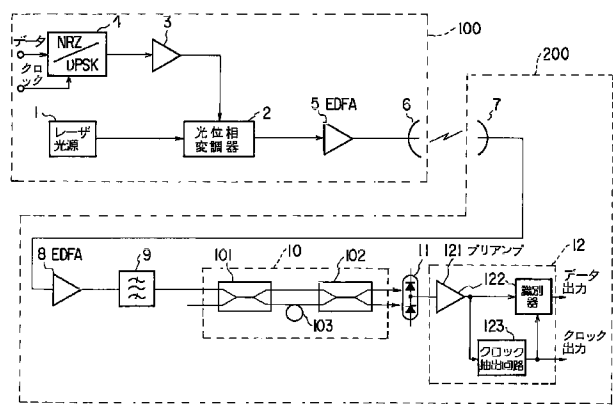 100
4
3
データ
NRZ
DPSK
クロック
200
1
2
5 EDFA
6
7
レーザ
光源
光位相
変調器
8 EDFA
9
10
101
102
103
11
121 プリアンプ
12
122
データ
出力
識別
器
123
クロック
抽出回路
クロック
出力